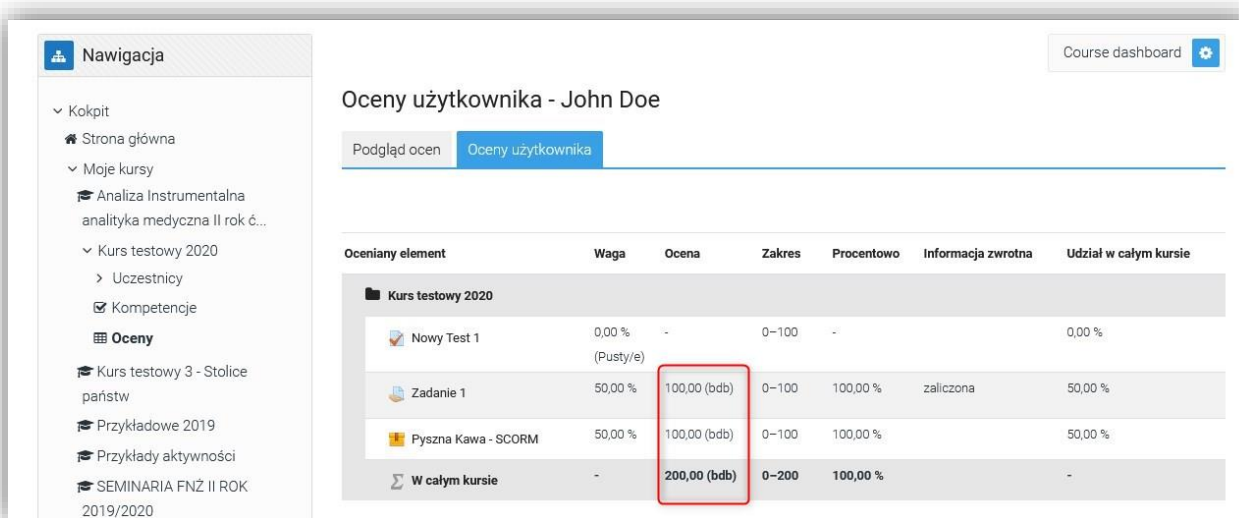 Nawigacja
Course dashboard
Kokpit
Strona główna
Moje kursy
Analiza Instrumentalna
analityka medyczna II rok ć...
Kurs testowy 2020
Uczestnicy
Kompetencje
Oceny
Kurs testowy 3 - Stolice
państw
Przykładowe 2019
Przykłady aktywności
SEMINARIA FNŻ II ROK
2019/2020
Oceny użytkownika - John Doe
Podgląd ocen Oceny użytkownika
Oceniany element Waga Ocena Zakres Procentowo Informacja zwrotna Udział w całym kursie
Kurs testowy 2020
Nowy Test 1 0,00 % - 0–100 - 0,00 %
(Pusty/e)
Zadanie 1 50,00 % 100,00 (bdb) 0–100 100,00 % zaliczona 50,00 %
Pyszna Kawa - SCORM 50,00 % 100,00 (bdb) 0–100 100,00 % 50,00 %
W całym kursie - 200,00 (bdb) 0–200 100,00 % -